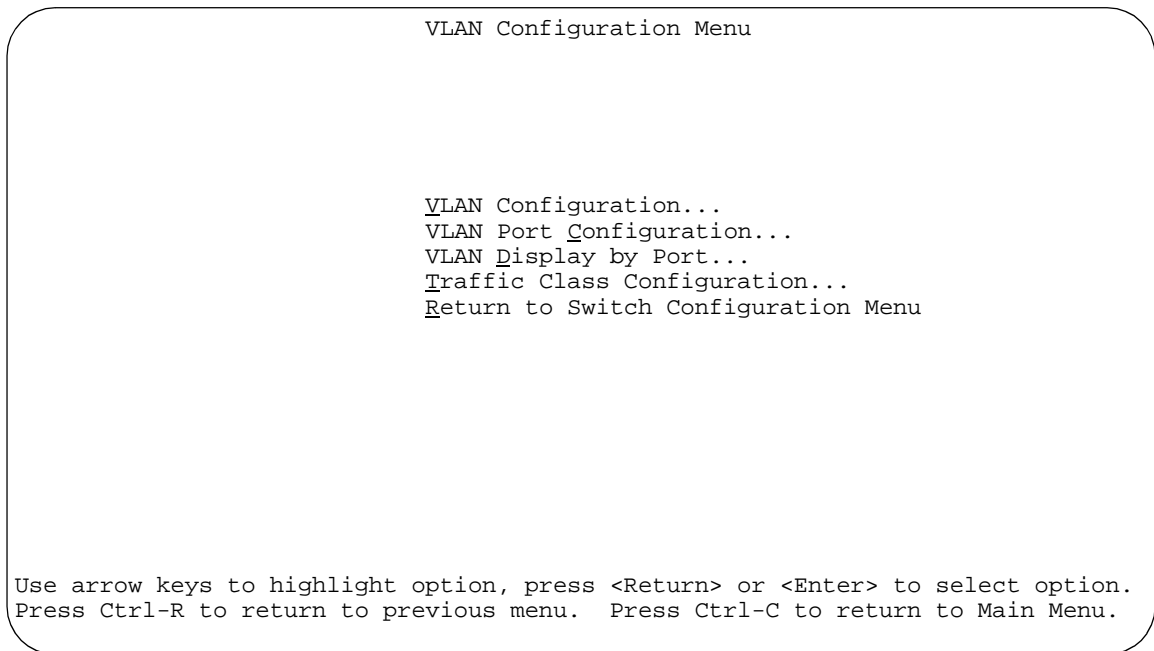 VLAN Configuration Menu
VLAN Configuration...
VLAN Port Configuration...
VLAN Display by Port...
Traffic Class Configuration...
Return to Switch Configuration Menu
Use arrow keys to highlight option, press <Return> or <Enter> to select option.
Press Ctrl-R to return to previous menu. Press Ctrl-C to return to Main Menu.